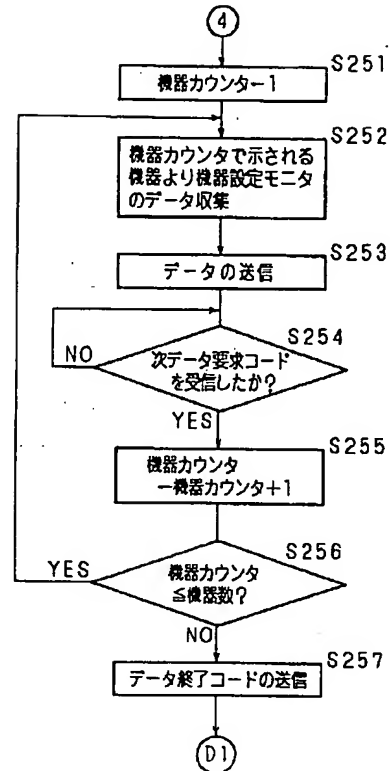 4
S251
機器カウンター1
S252
機器カウンタで示される
機器より機器設定モニタ
のデータ収集
S253
データの送信
S254
NO
次データ要求コード
を受信したか?
YES
S255
機器カウンタ
ー機器カウンタ+1
S256
YES
機器カウンタ
≦機器数?
NO
S257
データ終了コードの送信
D1